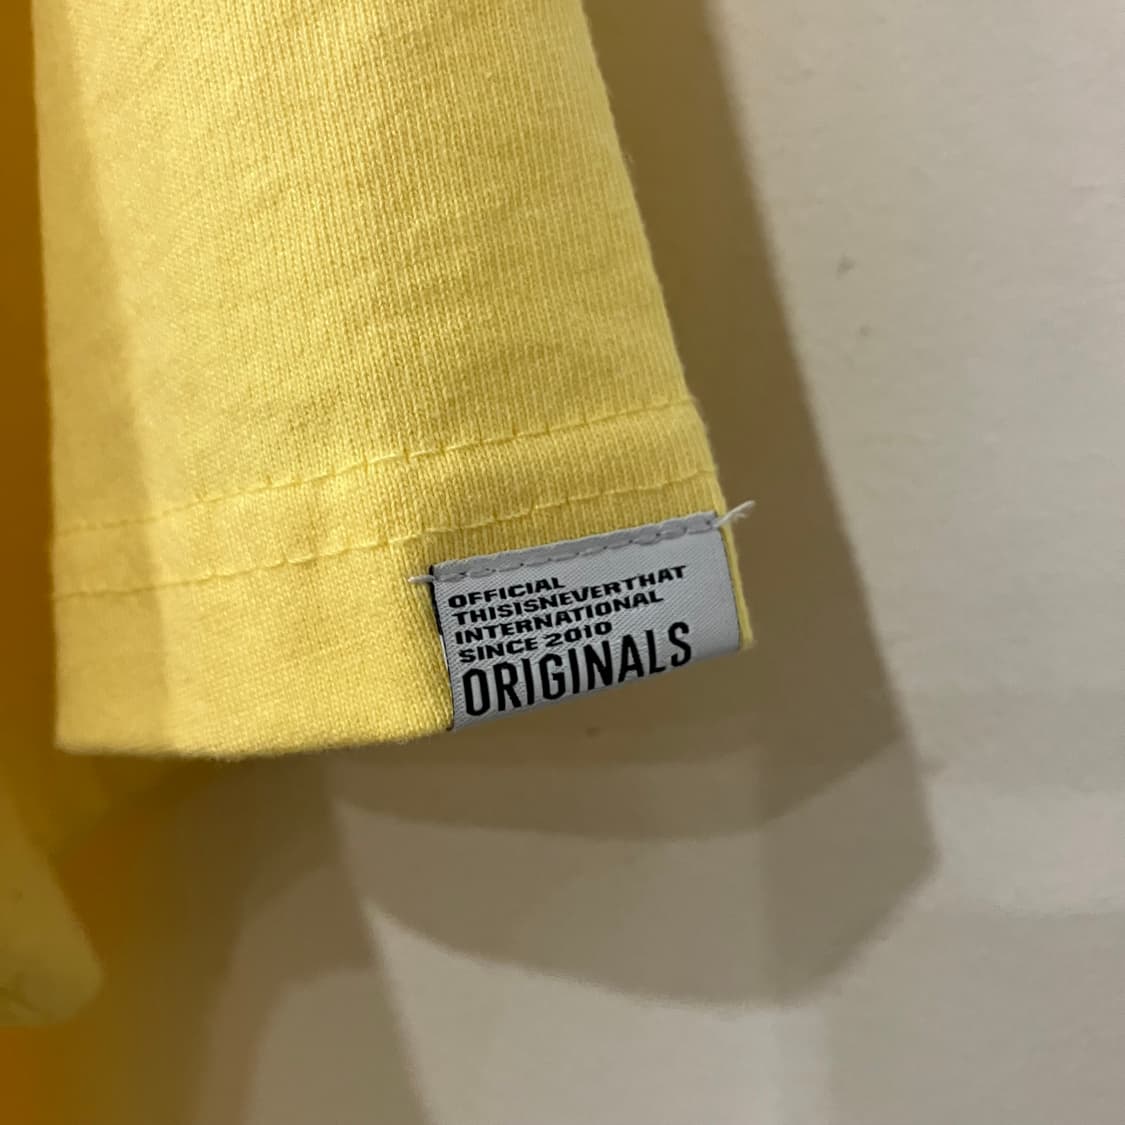 OFFICIAL
THISISNEVERTHAT
INTERNATIONAL
SINCE 2010
ORIGINALS